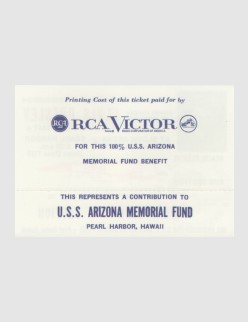 Printing Cost of this ticket paid for by
RCA RCA VICTOR
FOR THIS 100% U.S.S. ARIZONA
MEMORIAL FUND BENEFIT
THIS REPRESENTS A CONTRIBUTION TO
U.S.S. ARIZONA MEMORIAL FUND
PEARL HARBOR, HAWAII